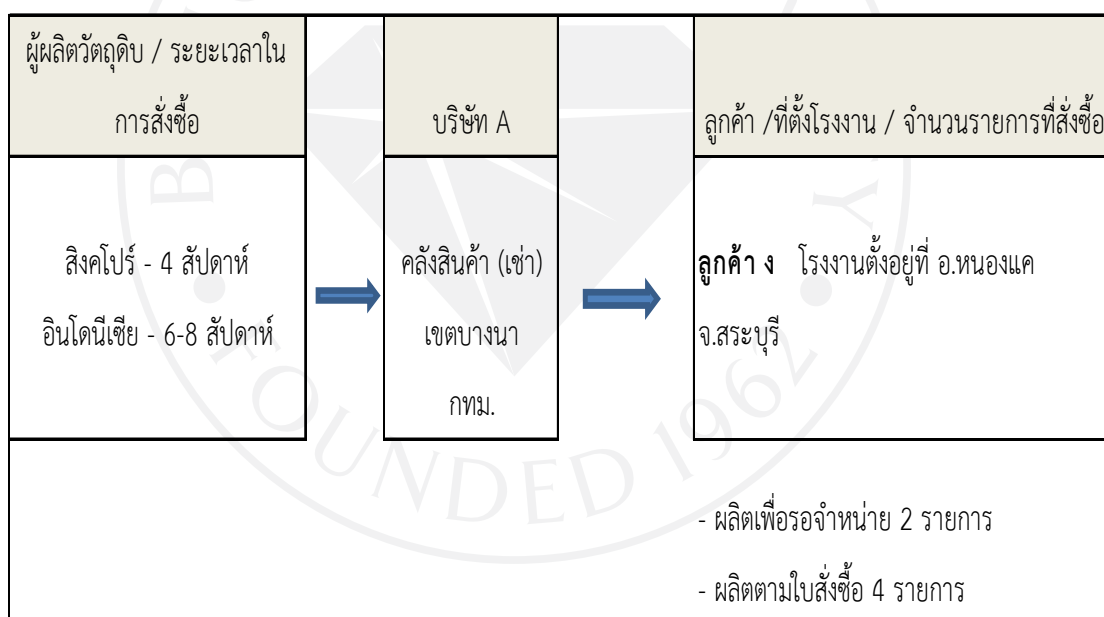 ผู้ผลิตวัตถุดิบ / ระยะเวลาใน
การสั่งซื้อ
บริษัท A
ลูกค้า /ที่ตั้งโรงงาน / จำนวนรายการที่สั่งซื้อ
สิงคโปร์ - 4 สัปดาห์
อินโดนีเซีย - 6-8 สัปดาห์
คลังสินค้า (เช่า)
เขตบางนา
กทม.
ลูกค้า ง โรงงานตั้งอยู่ที่ อ.หนองแค
จ.สระบุรี
- ผลิตเพื่อรอจำหน่าย 2 รายการ
- ผลิตตามใบสั่งซื้อ 4 รายการ
FOUNDED 1962